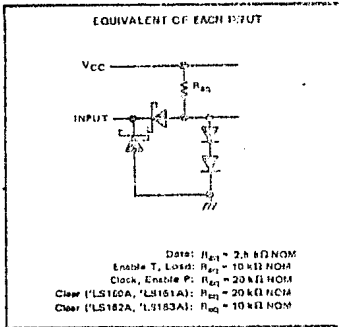 EQUIVALENT OF EACH INPUT
VCC
Req
INPUT
Data: Req = 2.5 kΩ NOM
Enable T, Load: Req = 10 kΩ NOM
Clock, Enable P: Req = 20 kΩ NOM
Clear ('LS160A, 'LS161A): Req = 20 kΩ NOM
Clear ('LS162A, 'LS163A): Req = 10 kΩ NOM